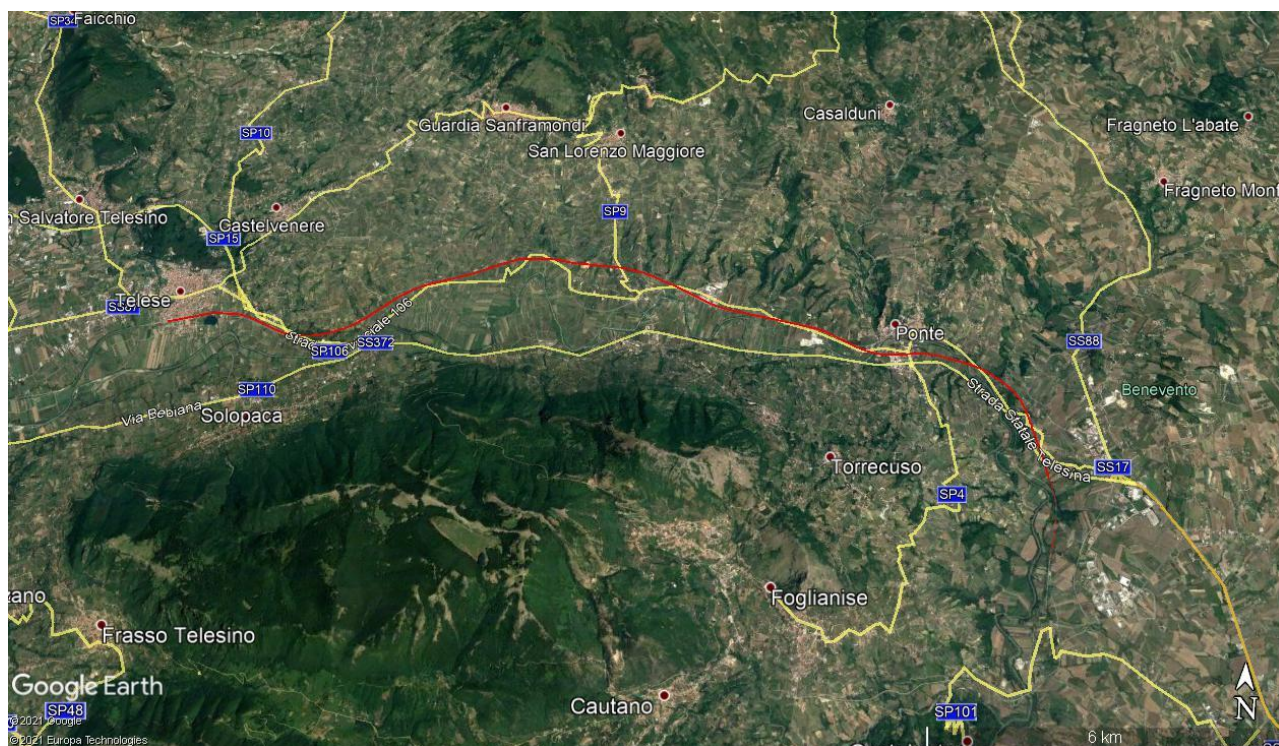 SP34
Faicchio
SP10
Guardia Sanframondi
San Lorenzo Maggiore
Casalduni
Fragneto L'abate
Fragneto Mont
n Salvatore Telesino
Castelvenere
SP15
SP9
Telese
SP106
SS372
SS88
Ponte
Benevento
SP110
Via Bebiana
Solopaca
Strada Statale Telesina
Torrecuso
SS17
SP4
Foglianise
zano
Frasso Telesino
Google Earth
Cautano
SP48
SP101
N
©2021 Google
©2021 Europa Technologies
6 km